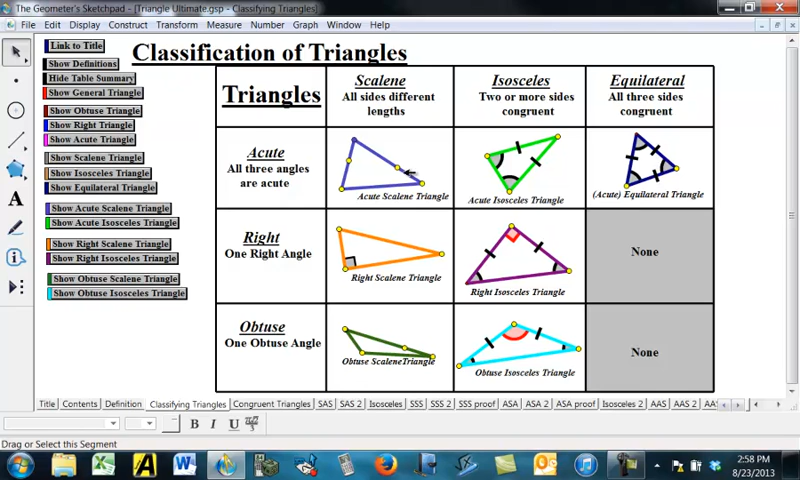 The Geometer's Sketchpad - [Triangle Ultimate.gsp - Classifying Triangles]
File Edit Display Construct Transform Measure Number Graph Window Help
Link to Title
Show Definitions
Hide Table Summary
Show General Triangle
Show Obtuse Triangle
Show Right Triangle
Show Acute Triangle
Show Scalene Triangle
Show Isosceles Triangle
Show Equilateral Triangle
Show Acute Scalene Triangle
Show Acute Isosceles Triangle
Show Right Scalene Triangle
Show Right Isosceles Triangle
Show Obtuse Scalene Triangle
Show Obtuse Isosceles Triangle
Classification of Triangles
Triangles
Scalene
All sides different
lengths
Isosceles
Two or more sides
congruent
Equilateral
All three sides
congruent
Acute
All three angles
are acute
Acute Scalene Triangle
Acute Isosceles Triangle
(Acute) Equilateral Triangle
Right
One Right Angle
Right Scalene Triangle
Right Isosceles Triangle
None
Obtuse
One Obtuse Angle
Obtuse ScaleneTriangle
Obtuse Isosceles Triangle
None
A
Title Contents Definition Classifying Triangles Congruent Triangles SAS SAS 2 Isosceles SSS SSS 2 SSS proof ASA ASA 2 ASA proof Isosceles 2 AAS AAS 2 AAS
B I U
Drag or Select this Segment
2:58 PM
8/23/2013